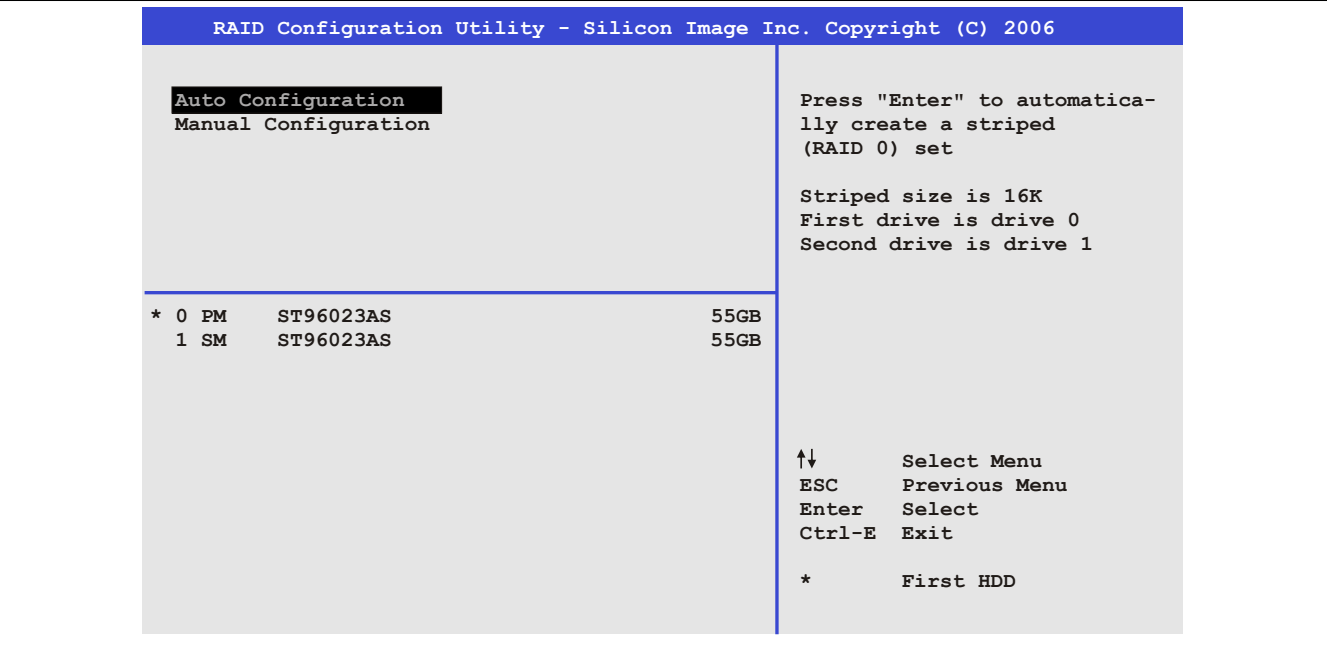 RAID Configuration Utility - Silicon Image Inc. Copyright (C) 2006
Auto Configuration
Manual Configuration
Press "Enter" to automatica-
lly create a striped
(RAID 0) set
Striped size is 16K
First drive is drive 0
Second drive is drive 1
* 0 PM ST96023AS 55GB
1 SM ST96023AS 55GB
↑↓ Select Menu
ESC Previous Menu
Enter Select
Ctrl-E Exit
* First HDD